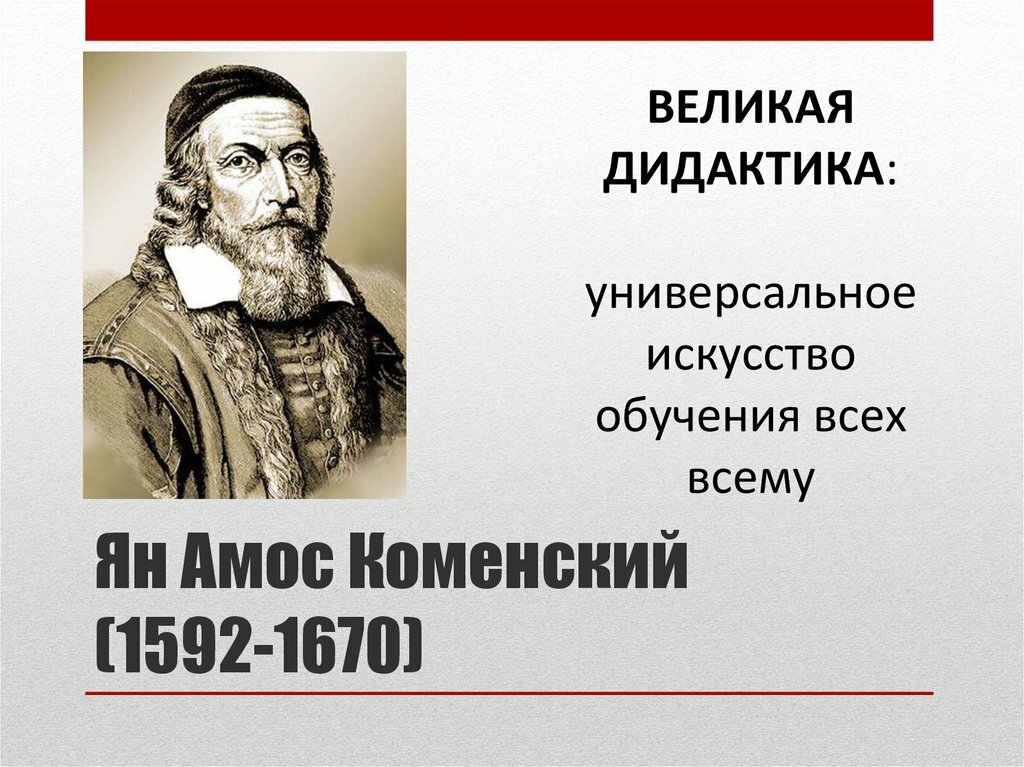 ВЕЛИКАЯ
ДИДАКТИКА:
универсальное
искусство
обучения всех
всему
Ян Амос Коменский
(1592-1670)